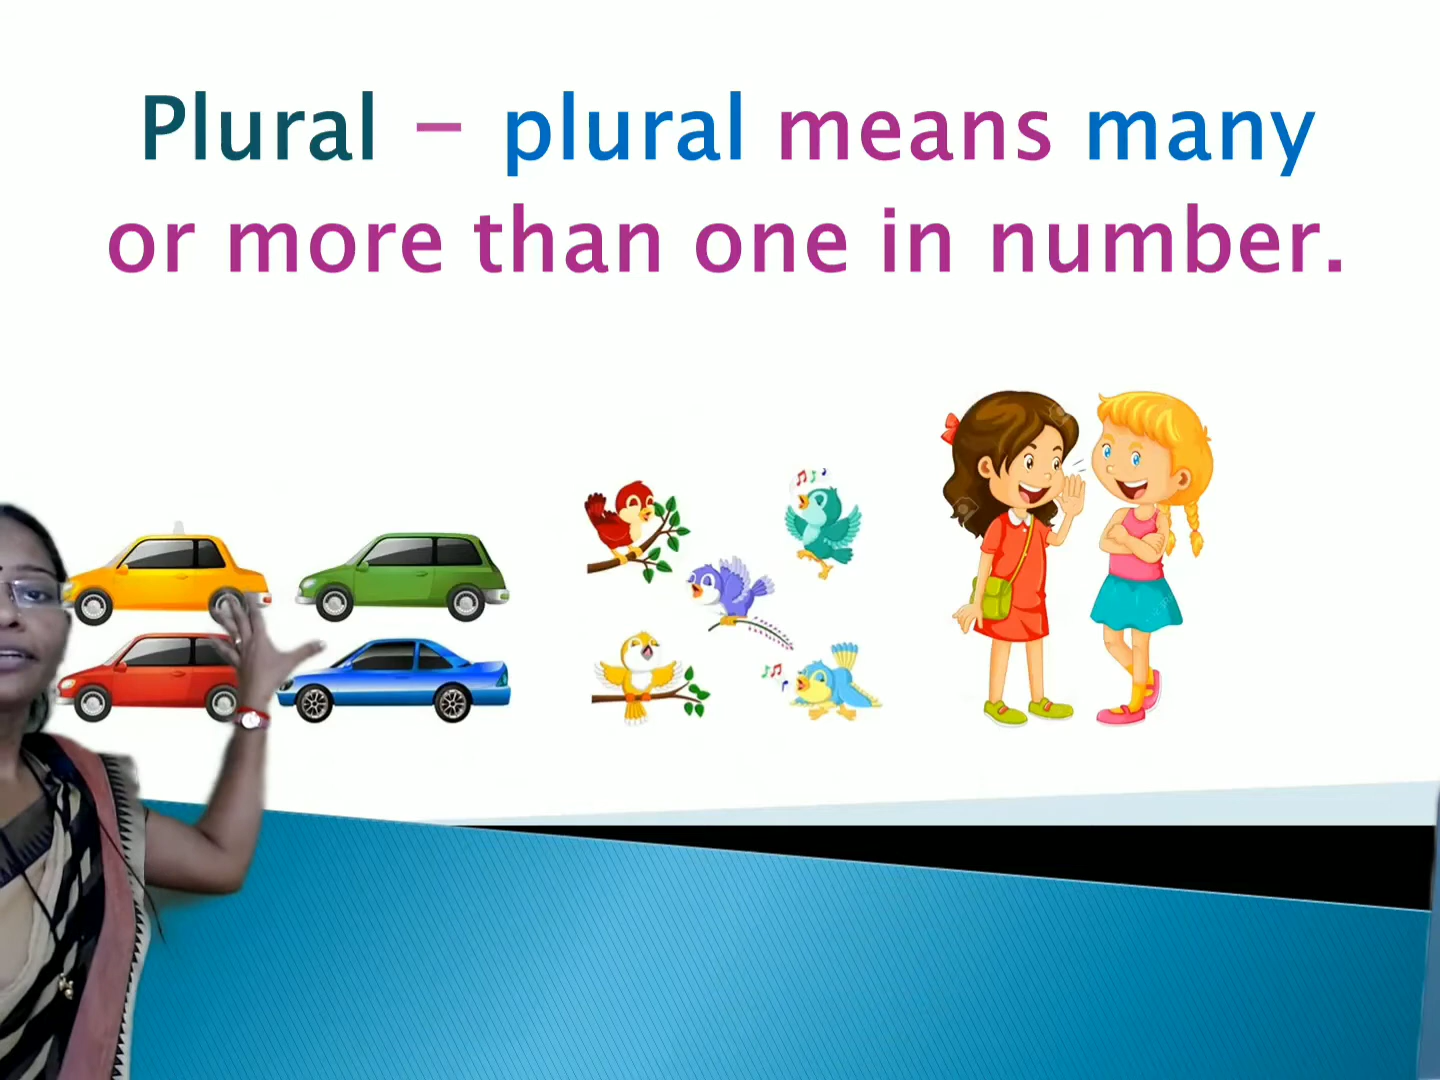 Plural – plural means many
or more than one in number.